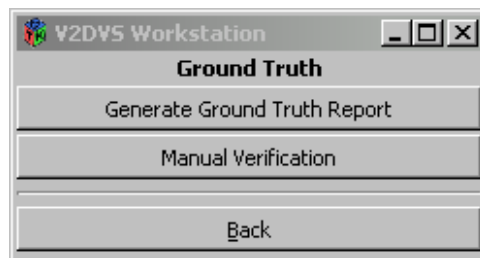 V2DVS Workstation
Ground Truth
Generate Ground Truth Report
Manual Verification
Back